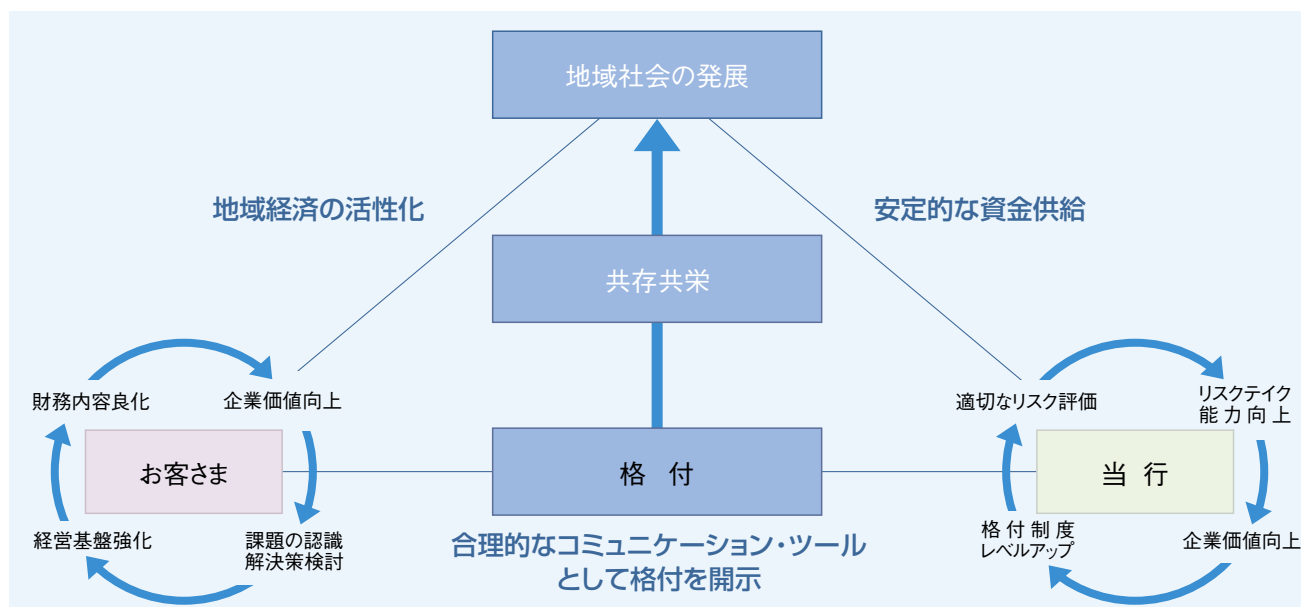 地域社会の発展
地域経済の活性化
安定的な資金供給
共存共栄
財務内容良化
企業価値向上
お客さま
経営基盤強化
課題の認識
解決策検討
格 付
合理的なコミュニケーション・ツール
として格付を開示
適切なリスク評価
リスクテイク
能力向上
当 行
格付制度
レベルアップ
企業価値向上